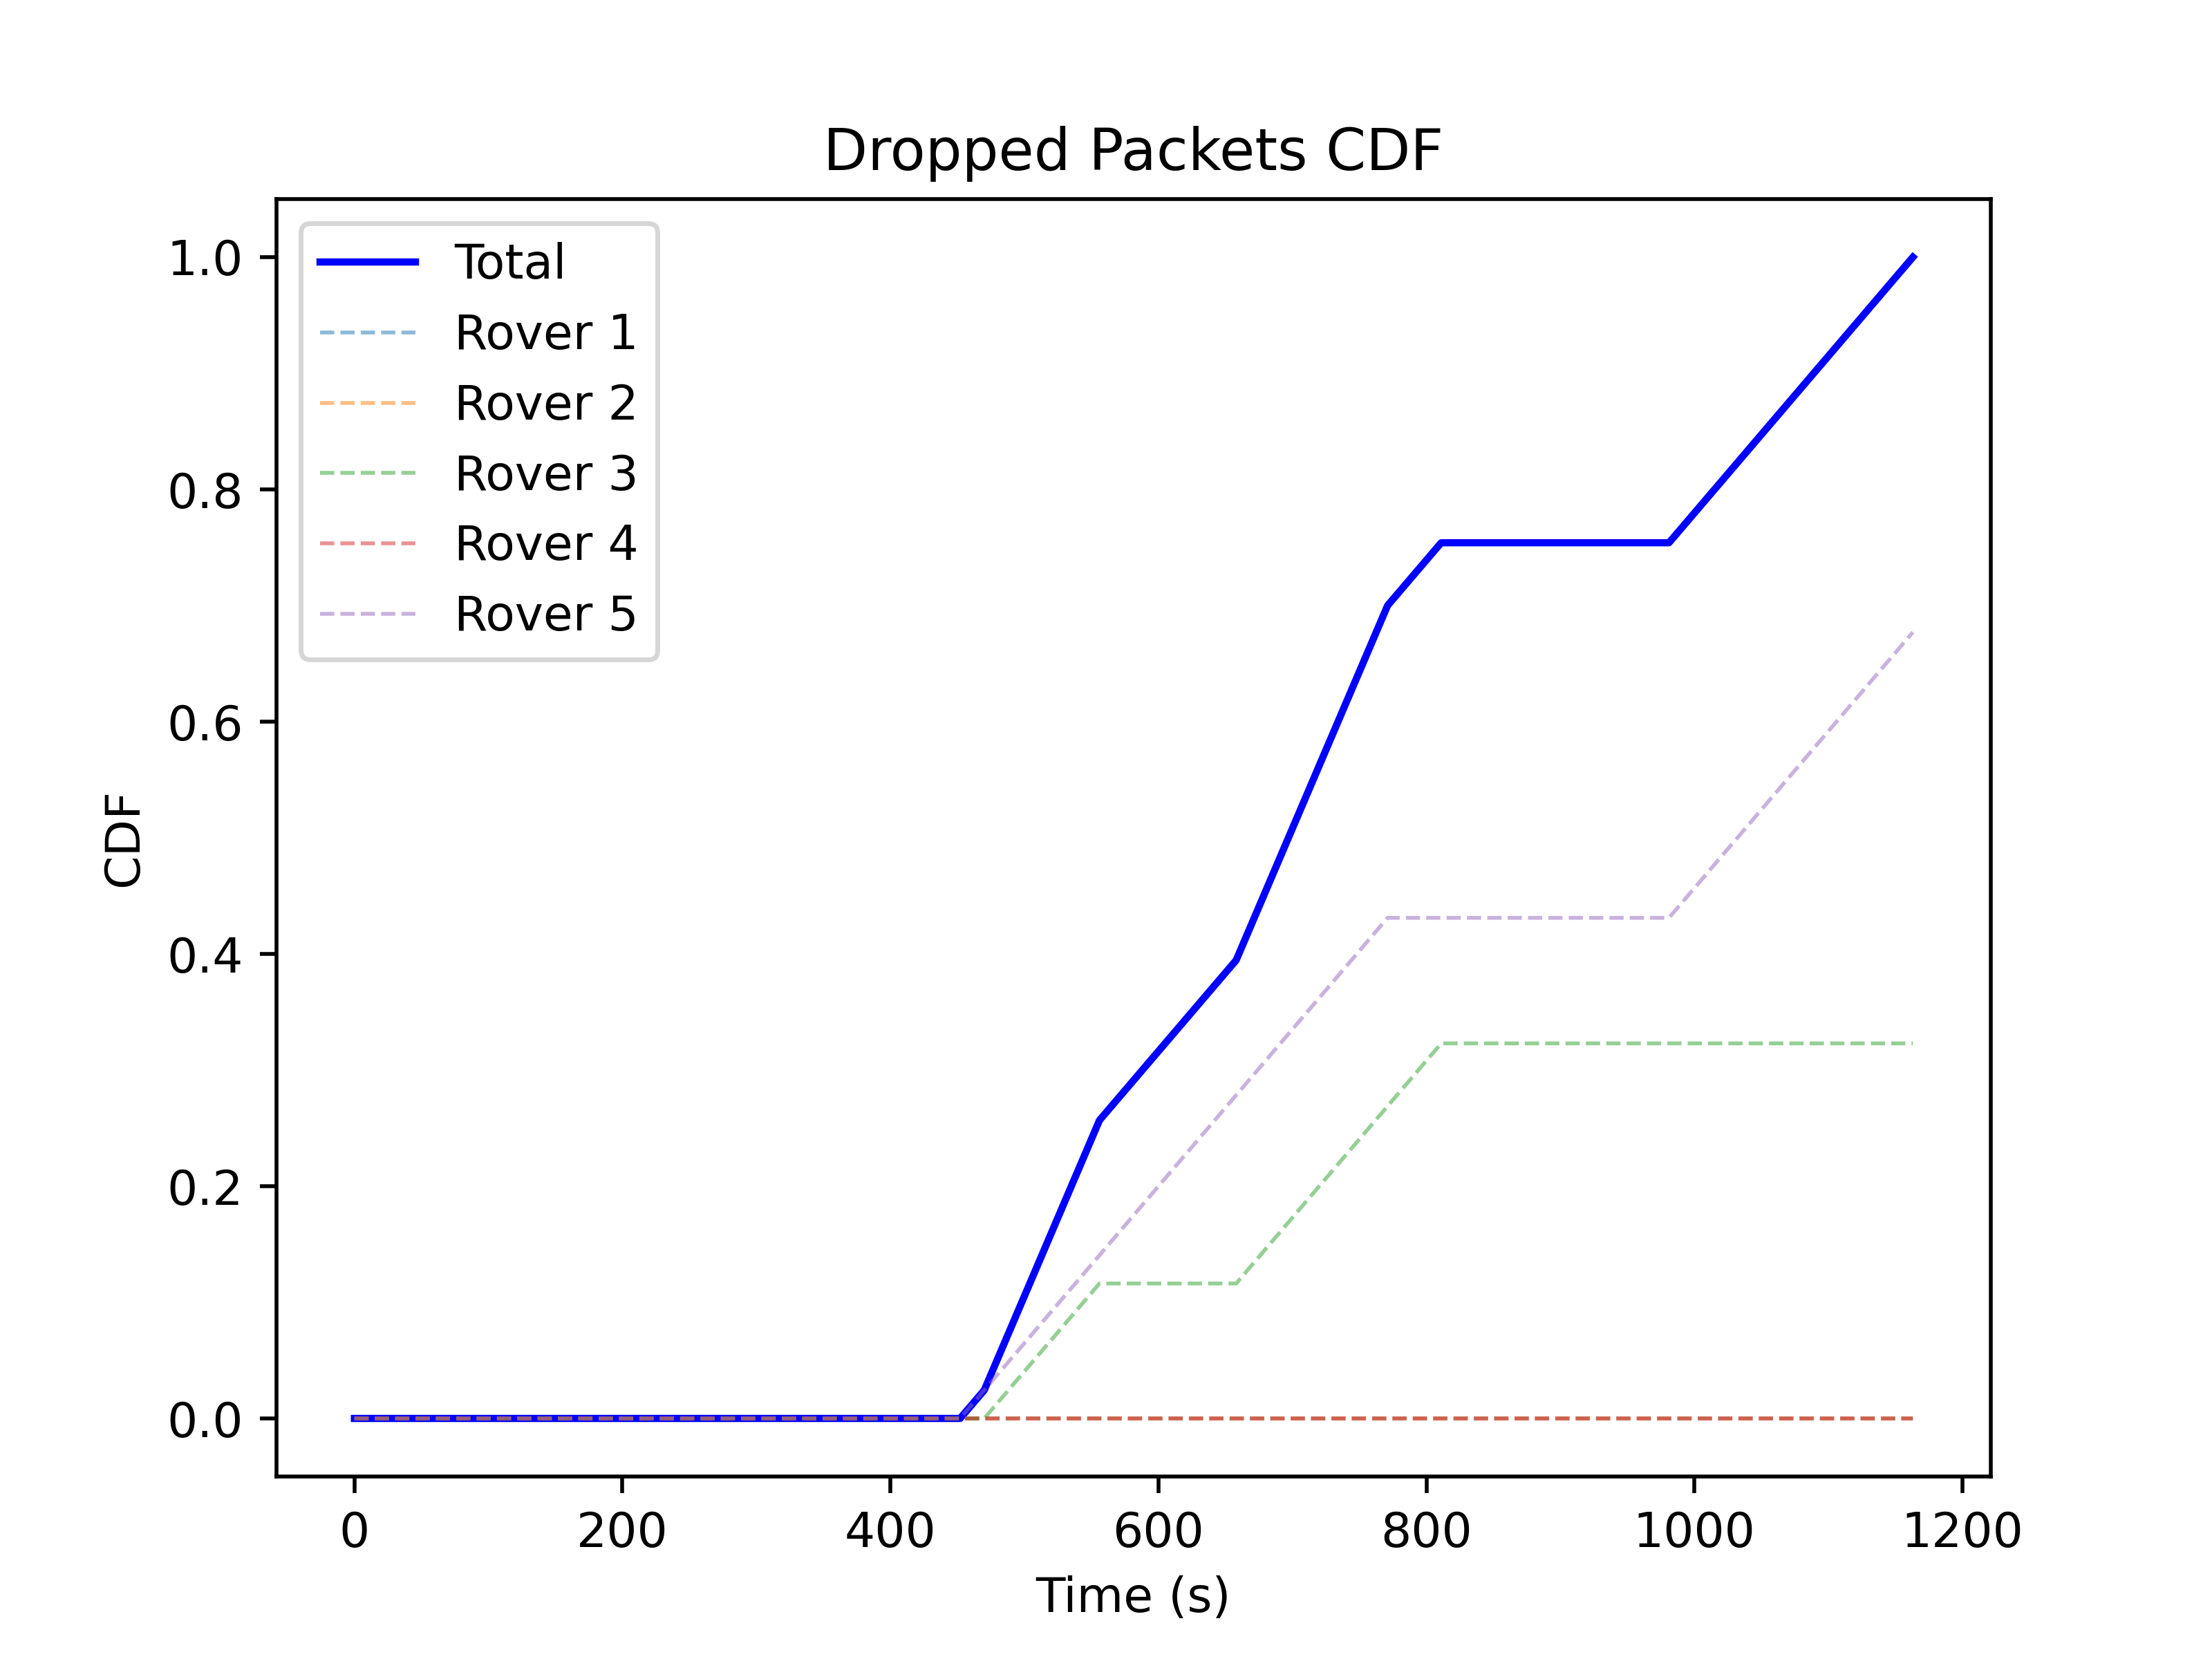 Dropped Packets CDF
Total
Rover 1
Rover 2
Rover 3
Rover 4
Rover 5
1.0
0.8
0.6
0.4
0.2
0.0
CDF
0 200 400 600 800 1000 1200
Time (s)